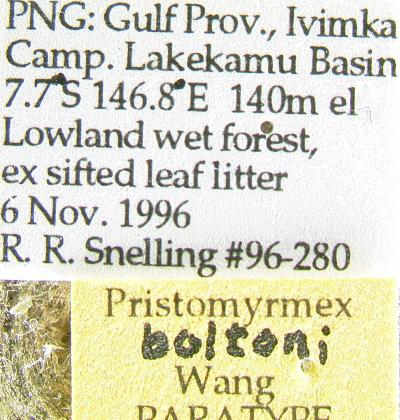 PNG: Gulf Prov., Ivimka
Camp. Lakekamu Basin
7.7°S 146.8°E 140m el
Lowland wet forest,
ex sifted leaf litter
6 Nov. 1996
R. R. Snelling #96-280
Pristomyrmex
boltoni
Wang
PARATYPE